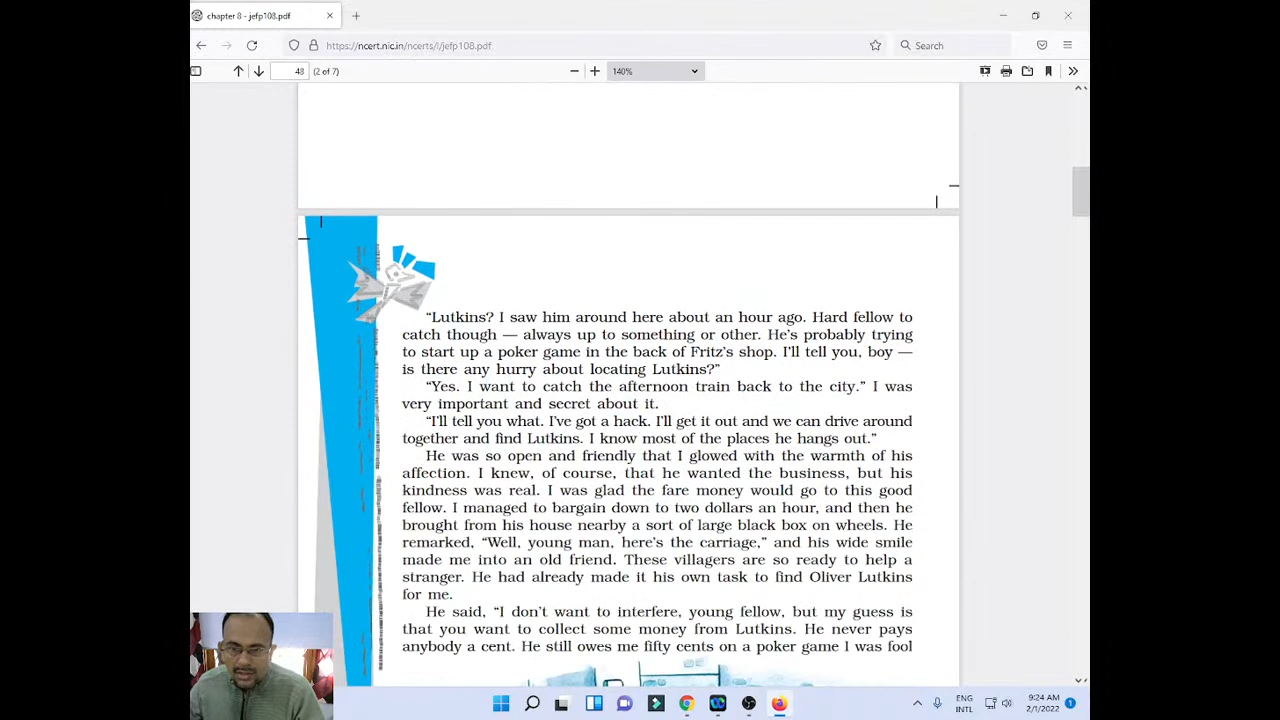 chapter 8 - jefp108.pdf
https://ncert.nic.in/ncerts/l/jefp108.pdf
Search
48 (2 of 7)
140%
“Lutkins? I saw him around here about an hour ago. Hard fellow to
catch though — always up to something or other. He’s probably trying
to start up a poker game in the back of Fritz’s shop. I’ll tell you, boy —
is there any hurry about locating Lutkins?”
“Yes. I want to catch the afternoon train back to the city.” I was
very important and secret about it.
“I’ll tell you what. I’ve got a hack. I’ll get it out and we can drive around
together and find Lutkins. I know most of the places he hangs out.”
He was so open and friendly that I glowed with the warmth of his
affection. I knew, of course, that he wanted the business, but his
kindness was real. I was glad the fare money would go to this good
fellow. I managed to bargain down to two dollars an hour, and then he
brought from his house nearby a sort of large black box on wheels. He
remarked, “Well, young man, here’s the carriage,” and his wide smile
made me into an old friend. These villagers are so ready to help a
stranger. He had already made it his own task to find Oliver Lutkins
for me.
He said, “I don’t want to interfere, young fellow, but my guess is
that you want to collect some money from Lutkins. He never pays
anybody a cent. He still owes me fifty cents on a poker game I was fool
ENG
INTL
9:24 AM
2/1/2022
1